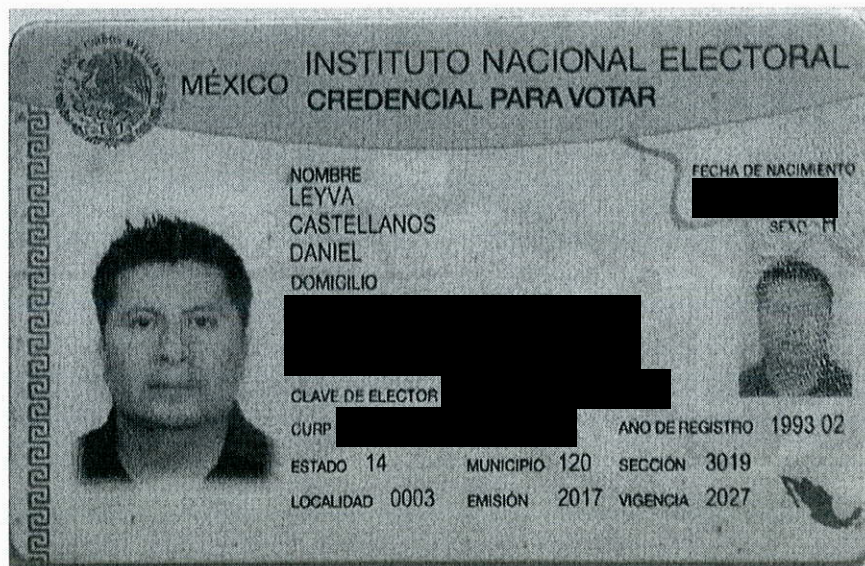 MÉXICO
INSTITUTO NACIONAL ELECTORAL
CREDENCIAL PARA VOTAR
NOMBRE
LEYVA
CASTELLANOS
DANIEL
DOMICILIO
FECHA DE NACIMIENTO
SEXO H
CLAVE DE ELECTOR
CURP
AÑO DE REGISTRO 1993 02
ESTADO 14 MUNICIPIO 120 SECCIÓN 3019
LOCALIDAD 0003 EMISIÓN 2017 VIGENCIA 2027